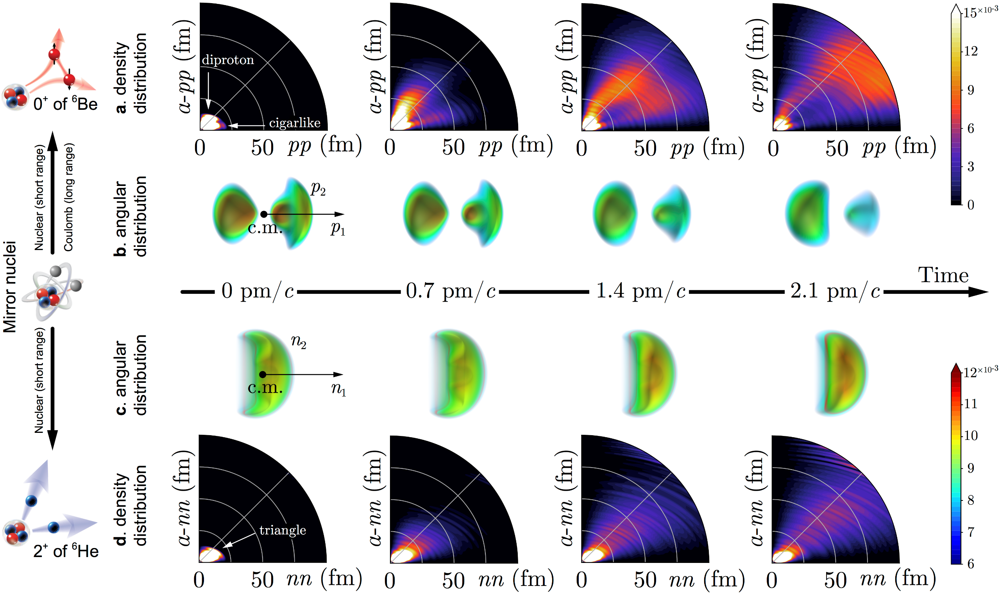 a. density
distribution
a-pp (fm)
diproton
cigarlike
0 50 pp (fm)
a-pp (fm)
0 50 pp (fm)
a-pp (fm)
0 50 pp (fm)
a-pp (fm)
0 50 pp (fm)
15×10-3
12
9
6
3
0
0+ of 6Be
Nuclear (short range)
Coulomb (long range)
b. angular
distribution
p2
c.m.
p1
Mirror nuclei
Time
0 pm/c 0.7 pm/c 1.4 pm/c 2.1 pm/c
Nuclear (short range)
c. angular
distribution
n2
c.m.
n1
12×10-3
11
10
9
8
7
6
2+ of 6He
d. density
distribution
a-nn (fm)
triangle
0 50 nn (fm)
a-nn (fm)
0 50 nn (fm)
a-nn (fm)
0 50 nn (fm)
a-nn (fm)
0 50 nn (fm)